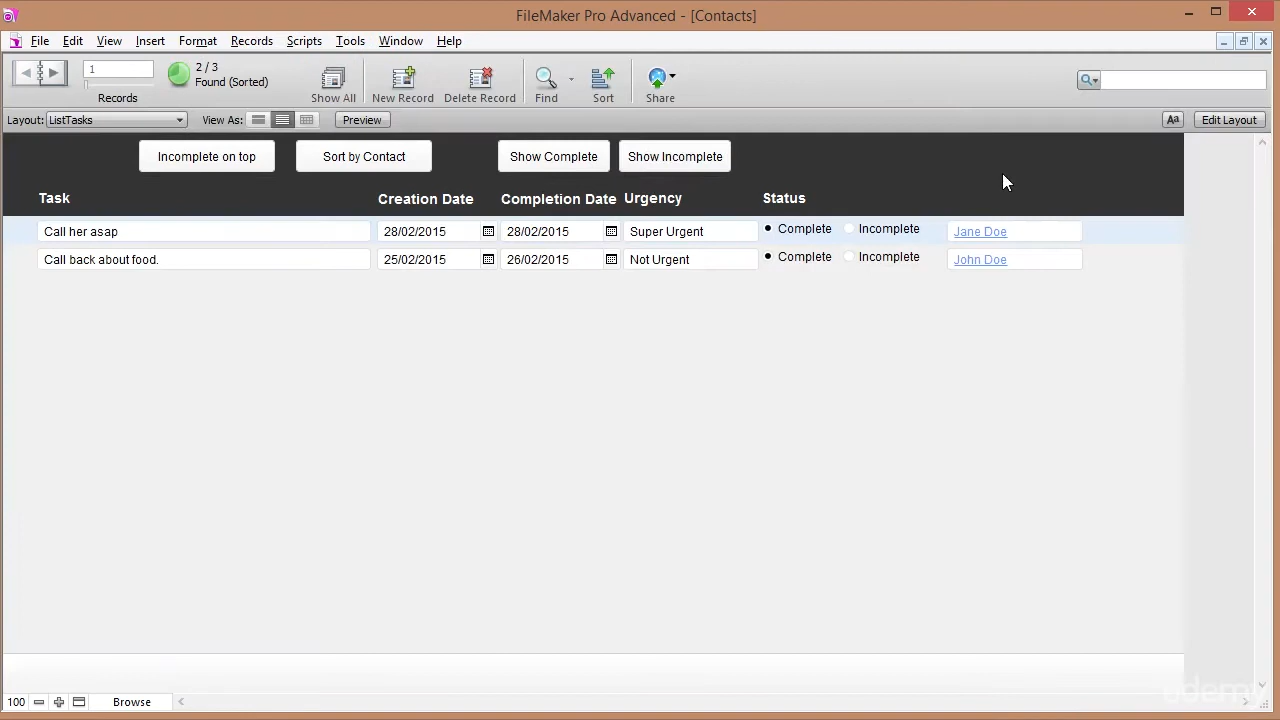 FileMaker Pro Advanced - [Contacts]
File Edit View Insert Format Records Scripts Tools Window Help
1
2 / 3
Found (Sorted)
Records
Show All
New Record
Delete Record
Find
Sort
Share
Layout: ListTasks View As: Preview Aa Edit Layout
Incomplete on top Sort by Contact Show Complete Show Incomplete
Task Creation Date Completion Date Urgency Status
Call her asap 28/02/2015 28/02/2015 Super Urgent Complete Incomplete Jane Doe
Call back about food. 25/02/2015 26/02/2015 Not Urgent Complete Incomplete John Doe
100 Browse
udemy